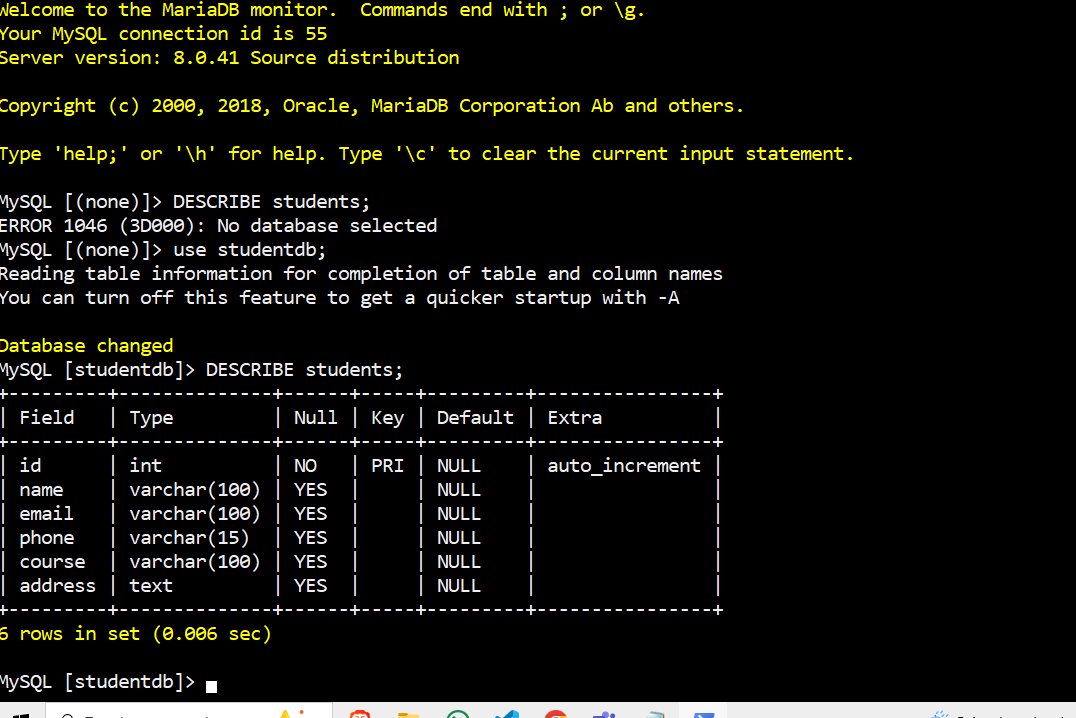 Welcome to the MariaDB monitor.  Commands end with ; or \g.
Your MySQL connection id is 55
Server version: 8.0.41 Source distribution
Copyright (c) 2000, 2018, Oracle, MariaDB Corporation Ab and others.
Type 'help;' or '\h' for help. Type '\c' to clear the current input statement.
MySQL [(none)]> DESCRIBE students;
ERROR 1046 (3D000): No database selected
MySQL [(none)]> use studentdb;
Reading table information for completion of table and column names
You can turn off this feature to get a quicker startup with -A
Database changed
MySQL [studentdb]> DESCRIBE students;
+---------+--------------+------+-----+---------+----------------+
| Field   | Type         | Null | Key | Default | Extra          |
+---------+--------------+------+-----+---------+----------------+
| id      | int          | NO   | PRI | NULL    | auto_increment |
| name    | varchar(100) | YES  |     | NULL    |                |
| email   | varchar(100) | YES  |     | NULL    |                |
| phone   | varchar(15)  | YES  |     | NULL    |                |
| course  | varchar(100) | YES  |     | NULL    |                |
| address | text         | YES  |     | NULL    |                |
+---------+--------------+------+-----+---------+----------------+
6 rows in set (0.006 sec)
MySQL [studentdb]>